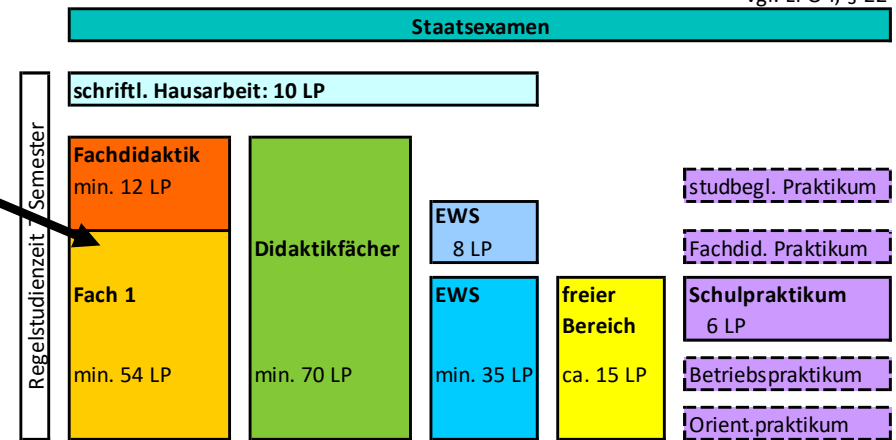 Staatsexamen
schriftl. Hausarbeit: 10 LP
Regelstudienzeit 7 Semester
Fachdidaktik
min. 12 LP
Fach 1
min. 54 LP
Didaktikfächer
min. 70 LP
EWS
8 LP
EWS
min. 35 LP
freier
Bereich
ca. 15 LP
studbegl. Praktikum
Fachdid. Praktikum
Schulpraktikum
6 LP
Betriebspraktikum
Orient.praktikum